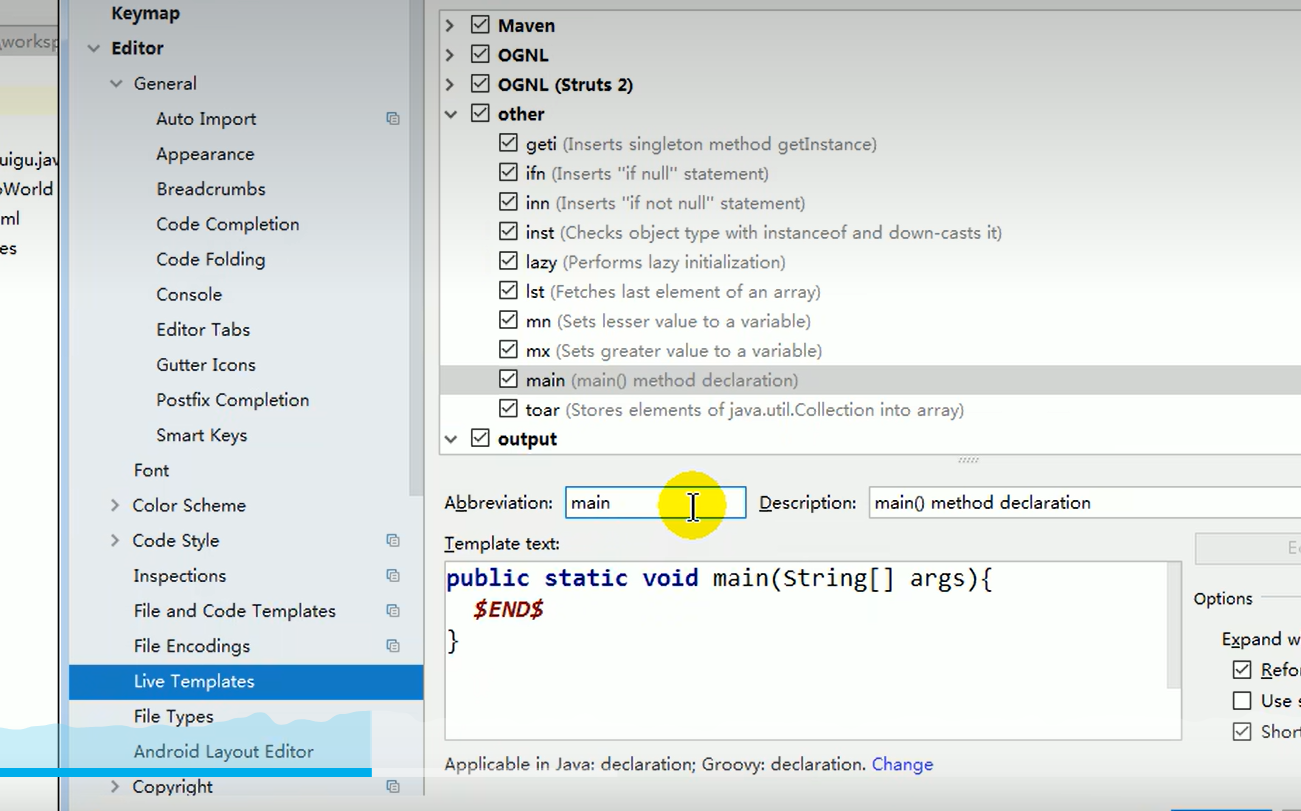 Keymap
Editor
General
Auto Import
Appearance
Breadcrumbs
Code Completion
Code Folding
Console
Editor Tabs
Gutter Icons
Postfix Completion
Smart Keys
Font
Color Scheme
Code Style
Inspections
File and Code Templates
File Encodings
Live Templates
File Types
Android Layout Editor
Copyright
Maven
OGNL
OGNL (Struts 2)
other
geti (Inserts singleton method getInstance)
ifn (Inserts "if null" statement)
inn (Inserts "if not null" statement)
inst (Checks object type with instanceof and down-casts it)
lazy (Performs lazy initialization)
lst (Fetches last element of an array)
mn (Sets lesser value to a variable)
mx (Sets greater value to a variable)
main (main() method declaration)
toar (Stores elements of java.util.Collection into array)
output
Abbreviation: main Description: main() method declaration
Template text:
public static void main(String[] args){
$END$
}
Options
Expand w
Refor
Use s
Short
Applicable in Java: declaration; Groovy: declaration. Change